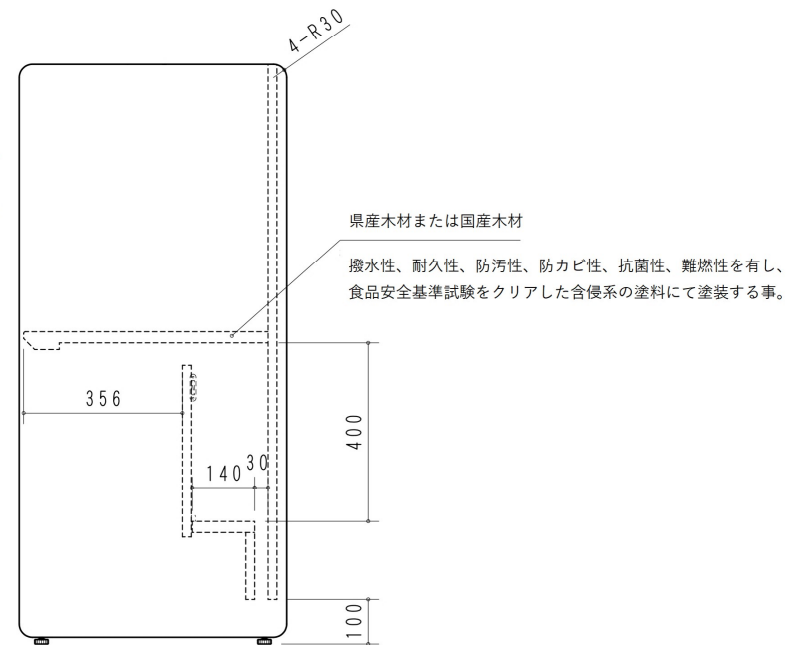 4-R30
県産木材または国産木材
撥水性、耐久性、防汚性、防カビ性、抗菌性、難燃性を有し、
食品安全基準試験をクリアした含侵系の塗料にて塗装する事。
356
400
140
30
100